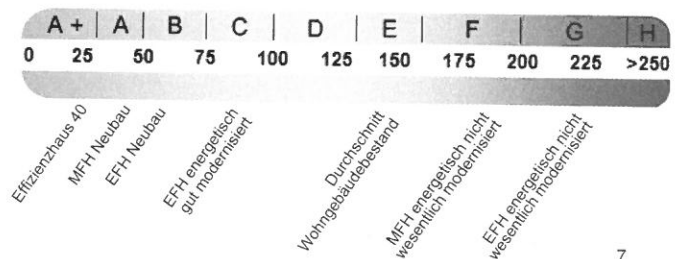 A+ A B C D E F G H
0 25 50 75 100 125 150 175 200 225 >250
Effizienzhaus 40
MFH Neubau
EFH Neubau
EFH energetisch
gut modernisiert
Durchschnitt
Wohngebäudebestand
MFH energetisch nicht
wesentlich modernisiert
EFH energetisch nicht
wesentlich modernisiert
7